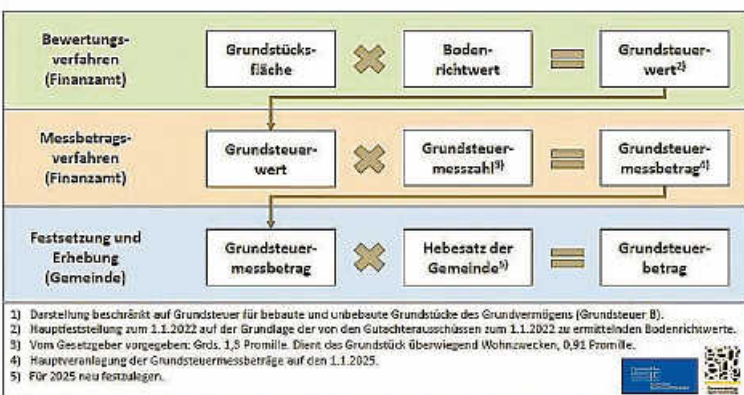 Bewertungs-
verfahren
(Finanzamt)
Grundstücks-
fläche
Boden-
richtwert
Grundsteuer-
wert2)
Messbetrags-
verfahren
(Finanzamt)
Grundsteuer-
wert
Grundsteuer-
messzahl3)
Grundsteuer-
messbetrag4)
Festsetzung und
Erhebung
(Gemeinde)
Grundsteuer-
messbetrag
Hebesatz der
Gemeinde5)
Grundsteuer-
betrag
1) Darstellung beschränkt auf Grundsteuer für bebaute und unbebaute Grundstücke des Grundvermögens (Grundsteuer B).
2) Hauptfeststellung zum 1.1.2022 auf der Grundlage der von den Gutachterausschüssen zum 1.1.2022 zu ermittelnden Bodenrichtwerte.
3) Vom Gesetzgeber vorgegeben: Grds. 1,3 Promille. Dient das Grundstück überwiegend Wohnzwecken, 0,91 Promille.
4) Hauptveranlagung der Grundsteuermessbeträge auf den 1.1.2025.
5) Für 2025 neu festzulegen.